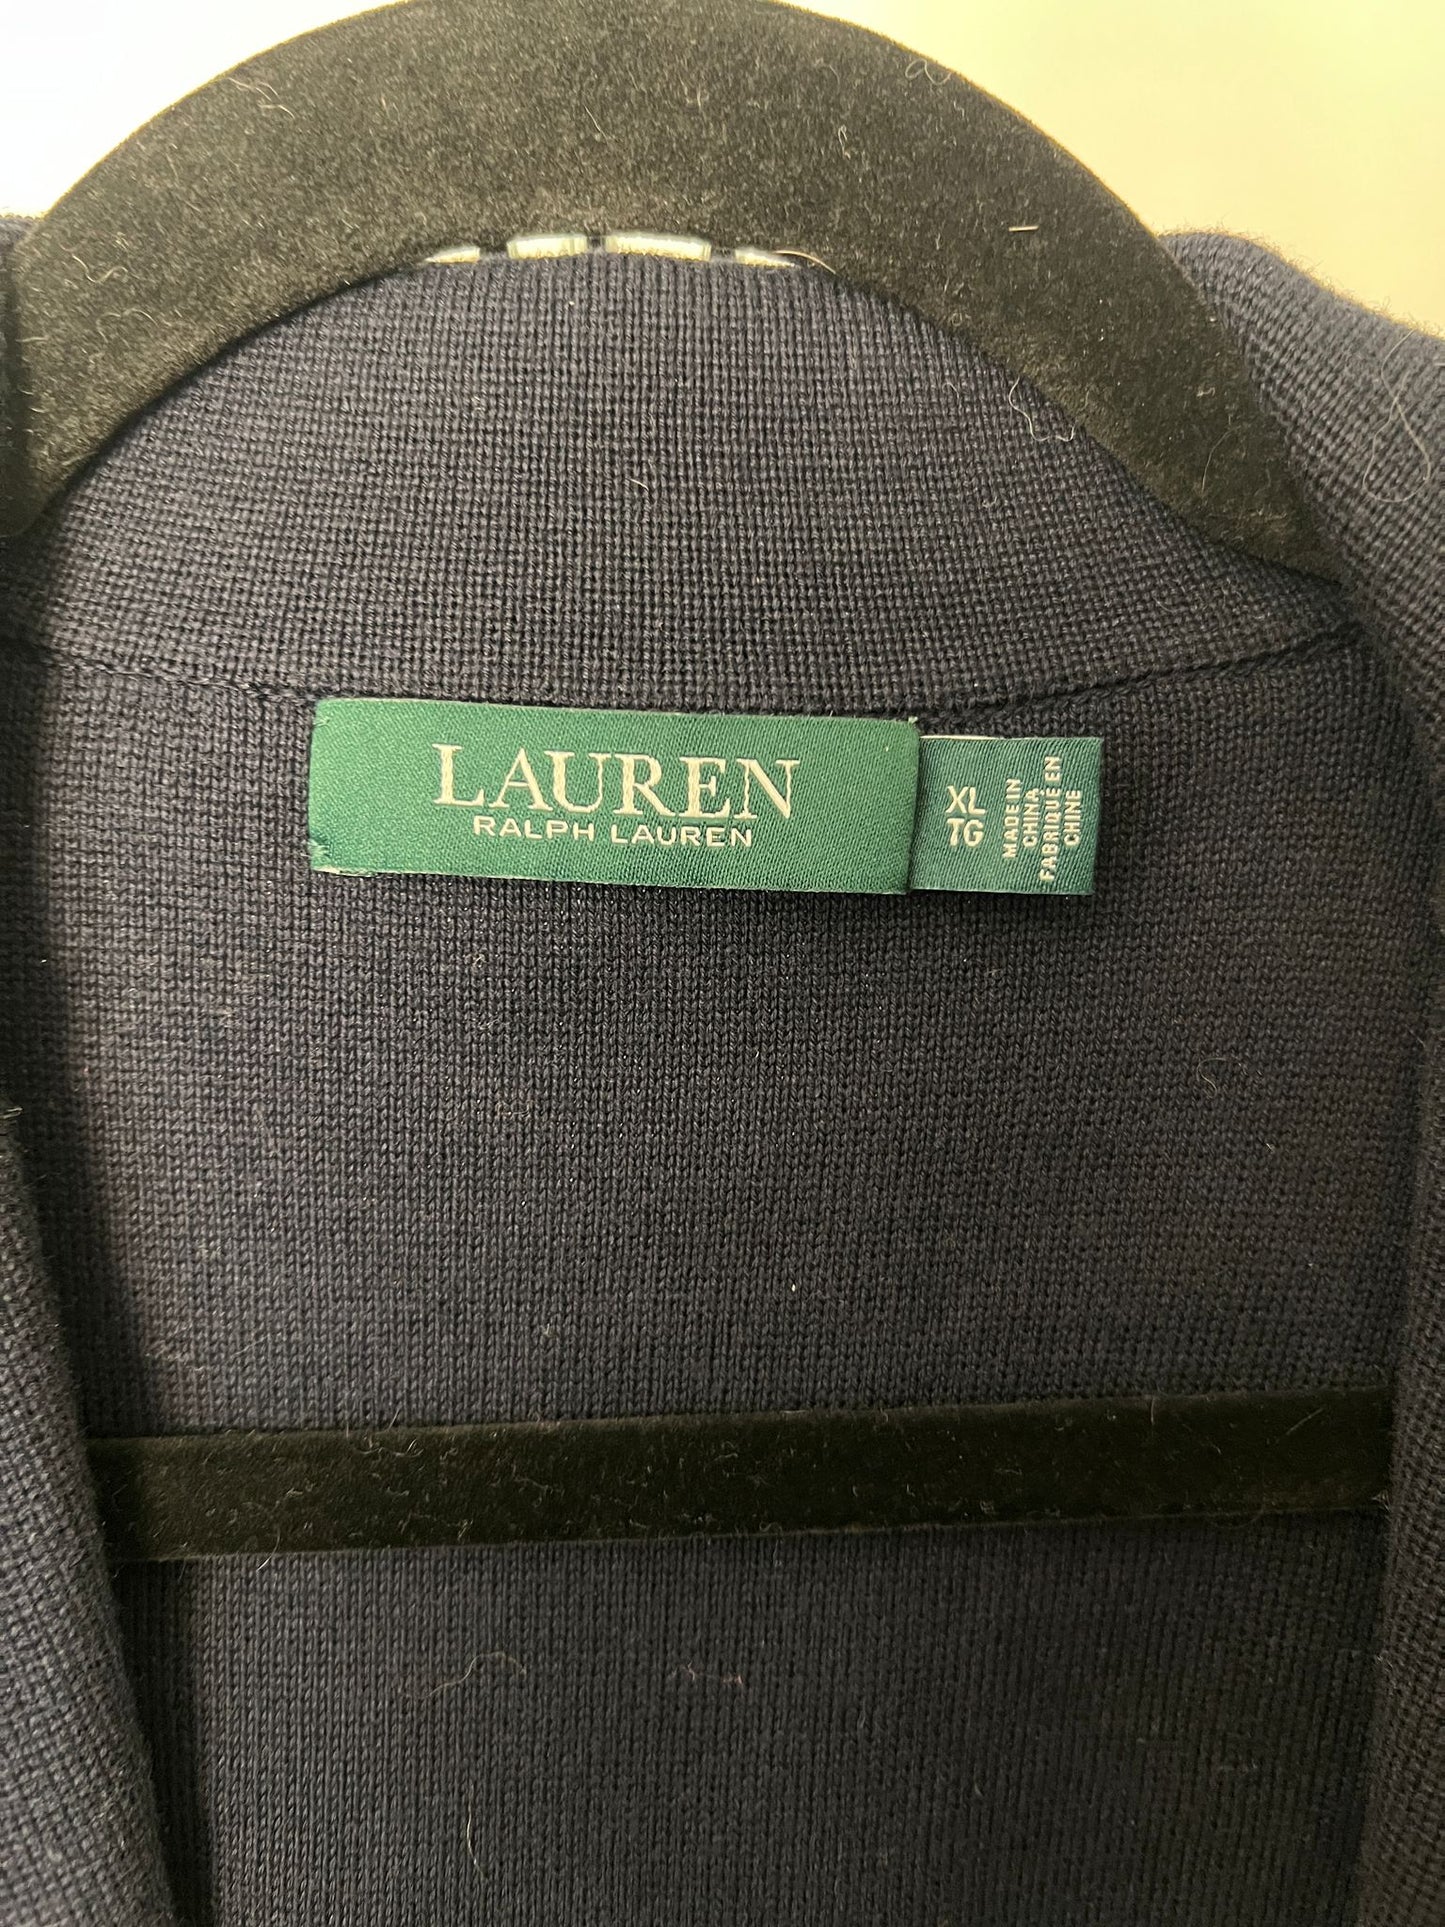 LAUREN
RALPH LAUREN
XL
TG
MADE IN
CHINA
FABRIQUÉ EN
CHINE